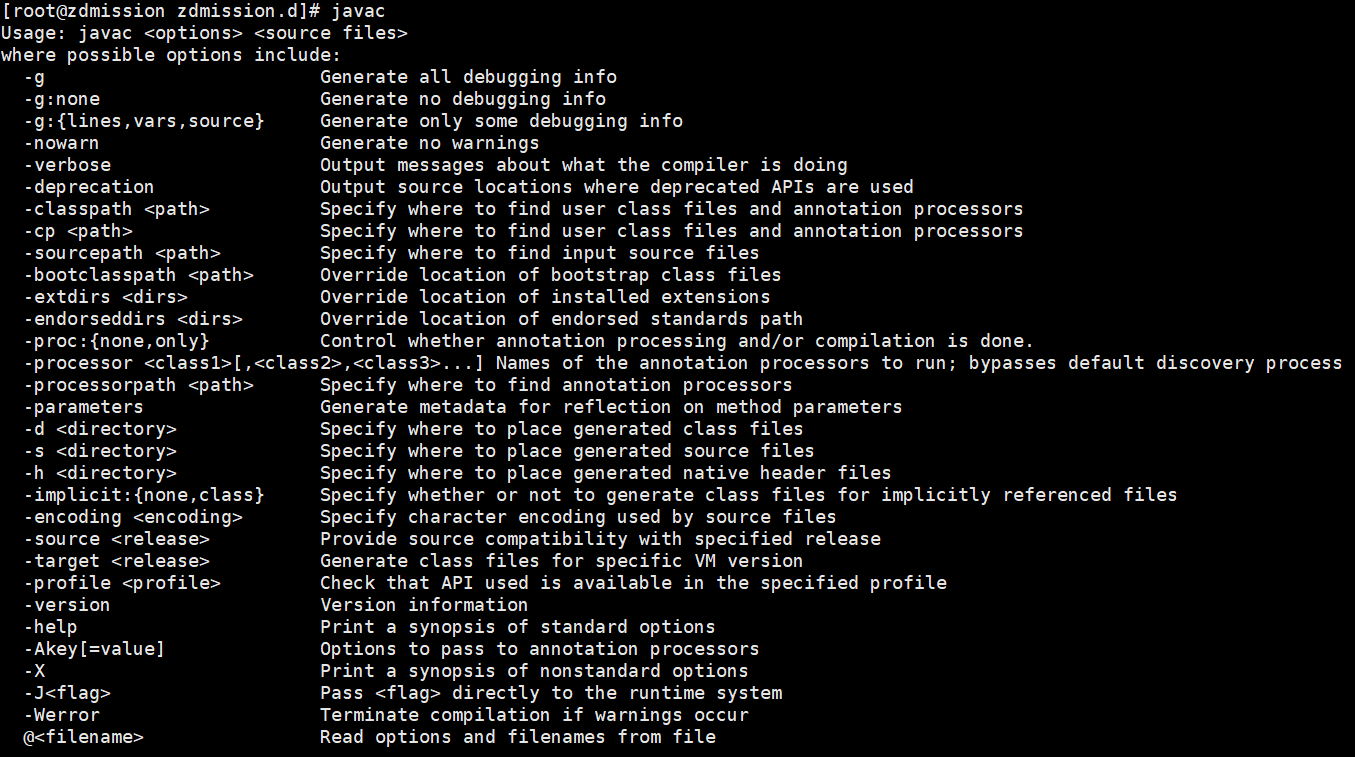 [root@zdmission zdmission.d]# javac
Usage: javac <options> <source files>
where possible options include:
  -g                         Generate all debugging info
  -g:none                    Generate no debugging info
  -g:{lines,vars,source}     Generate only some debugging info
  -nowarn                    Generate no warnings
  -verbose                   Output messages about what the compiler is doing
  -deprecation               Output source locations where deprecated APIs are used
  -classpath <path>          Specify where to find user class files and annotation processors
  -cp <path>                 Specify where to find user class files and annotation processors
  -sourcepath <path>         Specify where to find input source files
  -bootclasspath <path>      Override location of bootstrap class files
  -extdirs <dirs>            Override location of installed extensions
  -endorseddirs <dirs>       Override location of endorsed standards path
  -proc:{none,only}          Control whether annotation processing and/or compilation is done.
  -processor <class1>[,<class2>,<class3>...] Names of the annotation processors to run; bypasses default discovery process
  -processorpath <path>      Specify where to find annotation processors
  -parameters                Generate metadata for reflection on method parameters
  -d <directory>             Specify where to place generated class files
  -s <directory>             Specify where to place generated source files
  -h <directory>             Specify where to place generated native header files
  -implicit:{none,class}     Specify whether or not to generate class files for implicitly referenced files
  -encoding <encoding>       Specify character encoding used by source files
  -source <release>          Provide source compatibility with specified release
  -target <release>          Generate class files for specific VM version
  -profile <profile>         Check that API used is available in the specified profile
  -version                   Version information
  -help                      Print a synopsis of standard options
  -Akey[=value]              Options to pass to annotation processors
  -X                         Print a synopsis of nonstandard options
  -J<flag>                   Pass <flag> directly to the runtime system
  -Werror                    Terminate compilation if warnings occur
  @<filename>                Read options and filenames from file